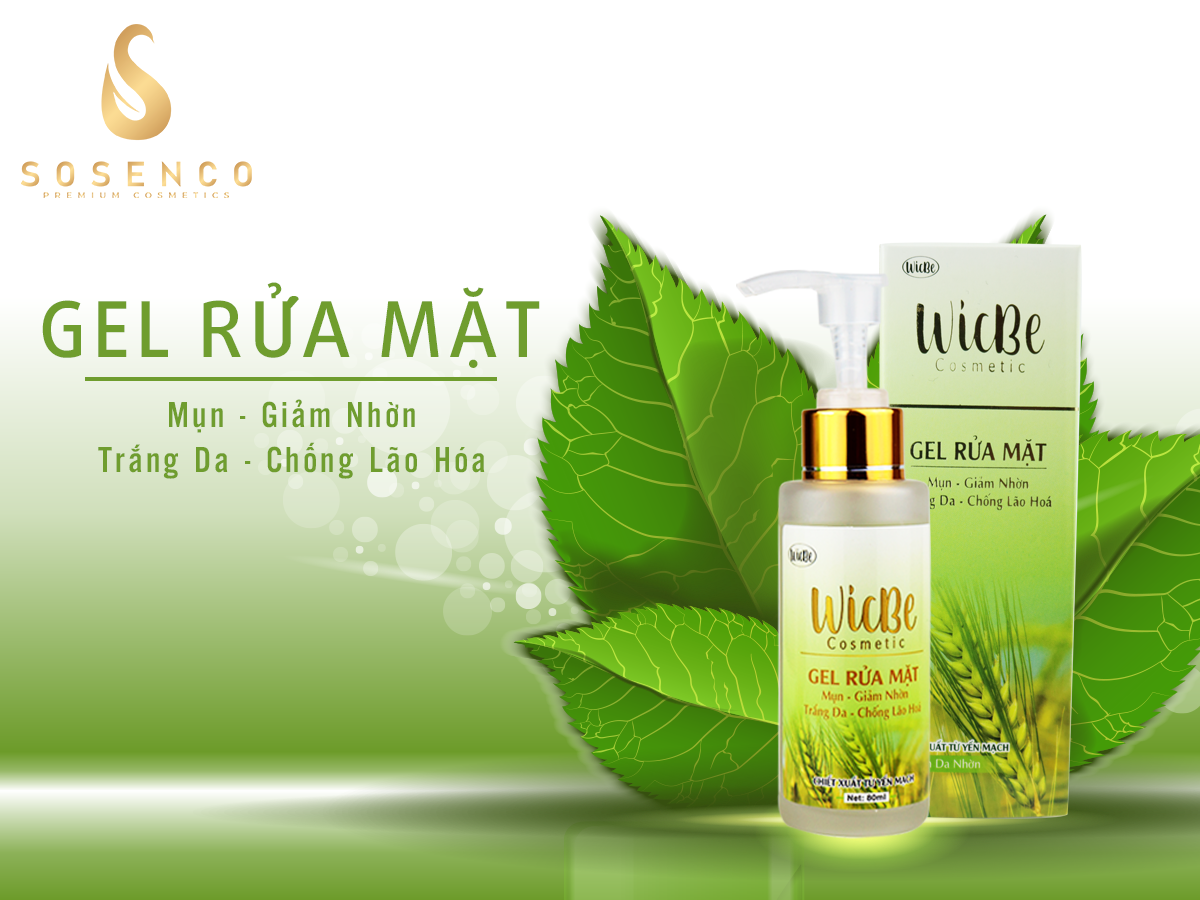 SOSENCO
PREMIUM COSMETICS
GEL RỬA MẶT
Mụn - Giảm Nhờn
Trắng Da - Chống Lão Hóa
WicBe
WicBe
Cosmetic
GEL RỬA MẶT
Mụn - Giảm Nhờn
Da - Chống Lão Hoá
XUẤT TỪ YẾN MẠCH
Da Nhờn
WicBe
WicBe
Cosmetic
GEL RỬA MẶT
Mụn - Giảm Nhờn
Trắng Da - Chống Lão Hoá
CHIẾT XUẤT TỪ YẾN MẠCH
Net: 80ml